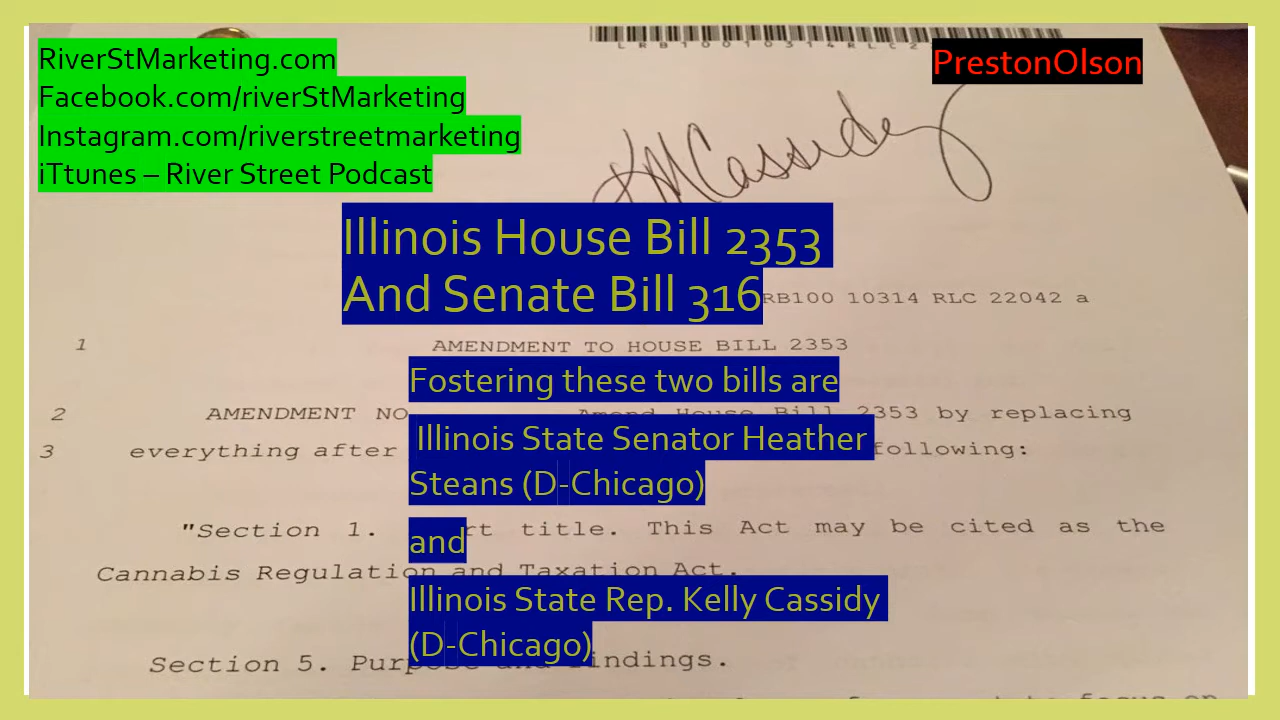 RiverStMarketing.com
Facebook.com/riverStMarketing
Instagram.com/riverstreetmarketing
iTtunes – River Street Podcast
PrestonOlson
KMCassidy
Illinois House Bill 2353
And Senate Bill 316
RB100 10314 RLC 22042 a
1 AMENDMENT TO HOUSE BILL 2353
Fostering these two bills are
2 AMENDMENT NO Amend House Bill 2353 by replacing
Illinois State Senator Heather
3 everything after following:
Steans (D-Chicago)
"Section 1. rt title. This Act may be cited as the
and
Cannabis Regulation and Taxation Act.
Illinois State Rep. Kelly Cassidy
(D-Chicago)
Section 5. Purpose and findings.